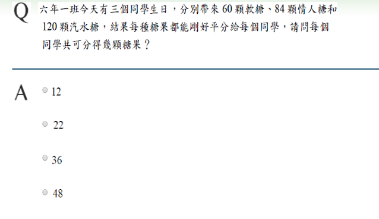 Q 六年一班今天有三個同學生日，分別帶來 60 顆軟糖、84 顆情人糖和
120 顆汽水糖，結果每種糖果都能剛好平分給每個同學，請問每個
同學共可分得幾顆糖果？
A 12
22
36
48